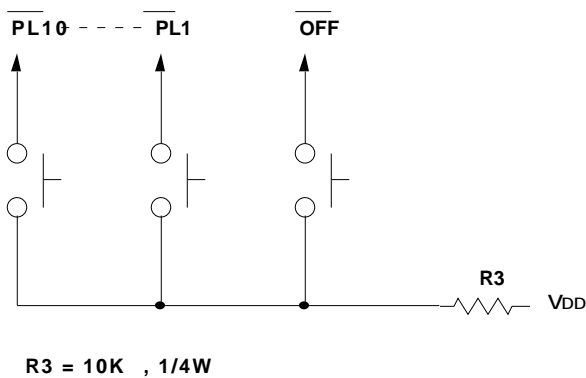 PL10 - - - - - PL1 OFF
R3
VDD
R3 = 10K , 1/4W